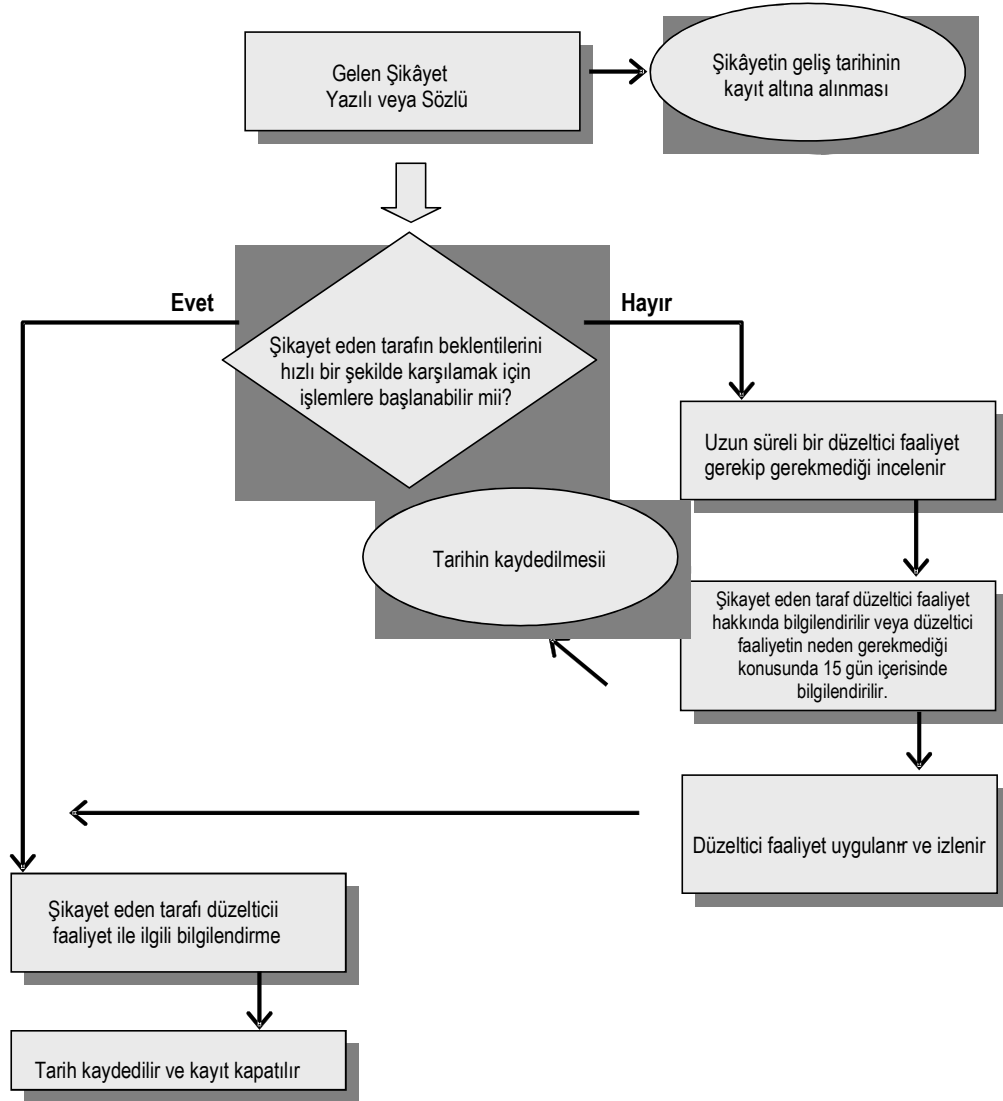 Gelen Şikâyet
Yazılı veya Sözlü
Şikâyetin geliş tarihinin
kayıt altına alınması
Evet
Hayır
Şikayet eden tarafın beklentilerini
hızlı bir şekilde karşılamak için
işlemlere başlanabilir mii?
Uzun süreli bir düzeltici faaliyet
gerekip gerekmediği incelenir
Tarihin kaydedilmesii
Şikayet eden taraf düzeltici faaliyet
hakkında bilgilendirilir veya düzeltici
faaliyetin neden gerekmediği
konusunda 15 gün içerisinde
bilgilendirilir.
Düzeltici faaliyet uygulanır ve izlenir
Şikayet eden tarafı düzelticii
faaliyet ile ilgili bilgilendirme
Tarih kaydedilir ve kayıt kapatılır